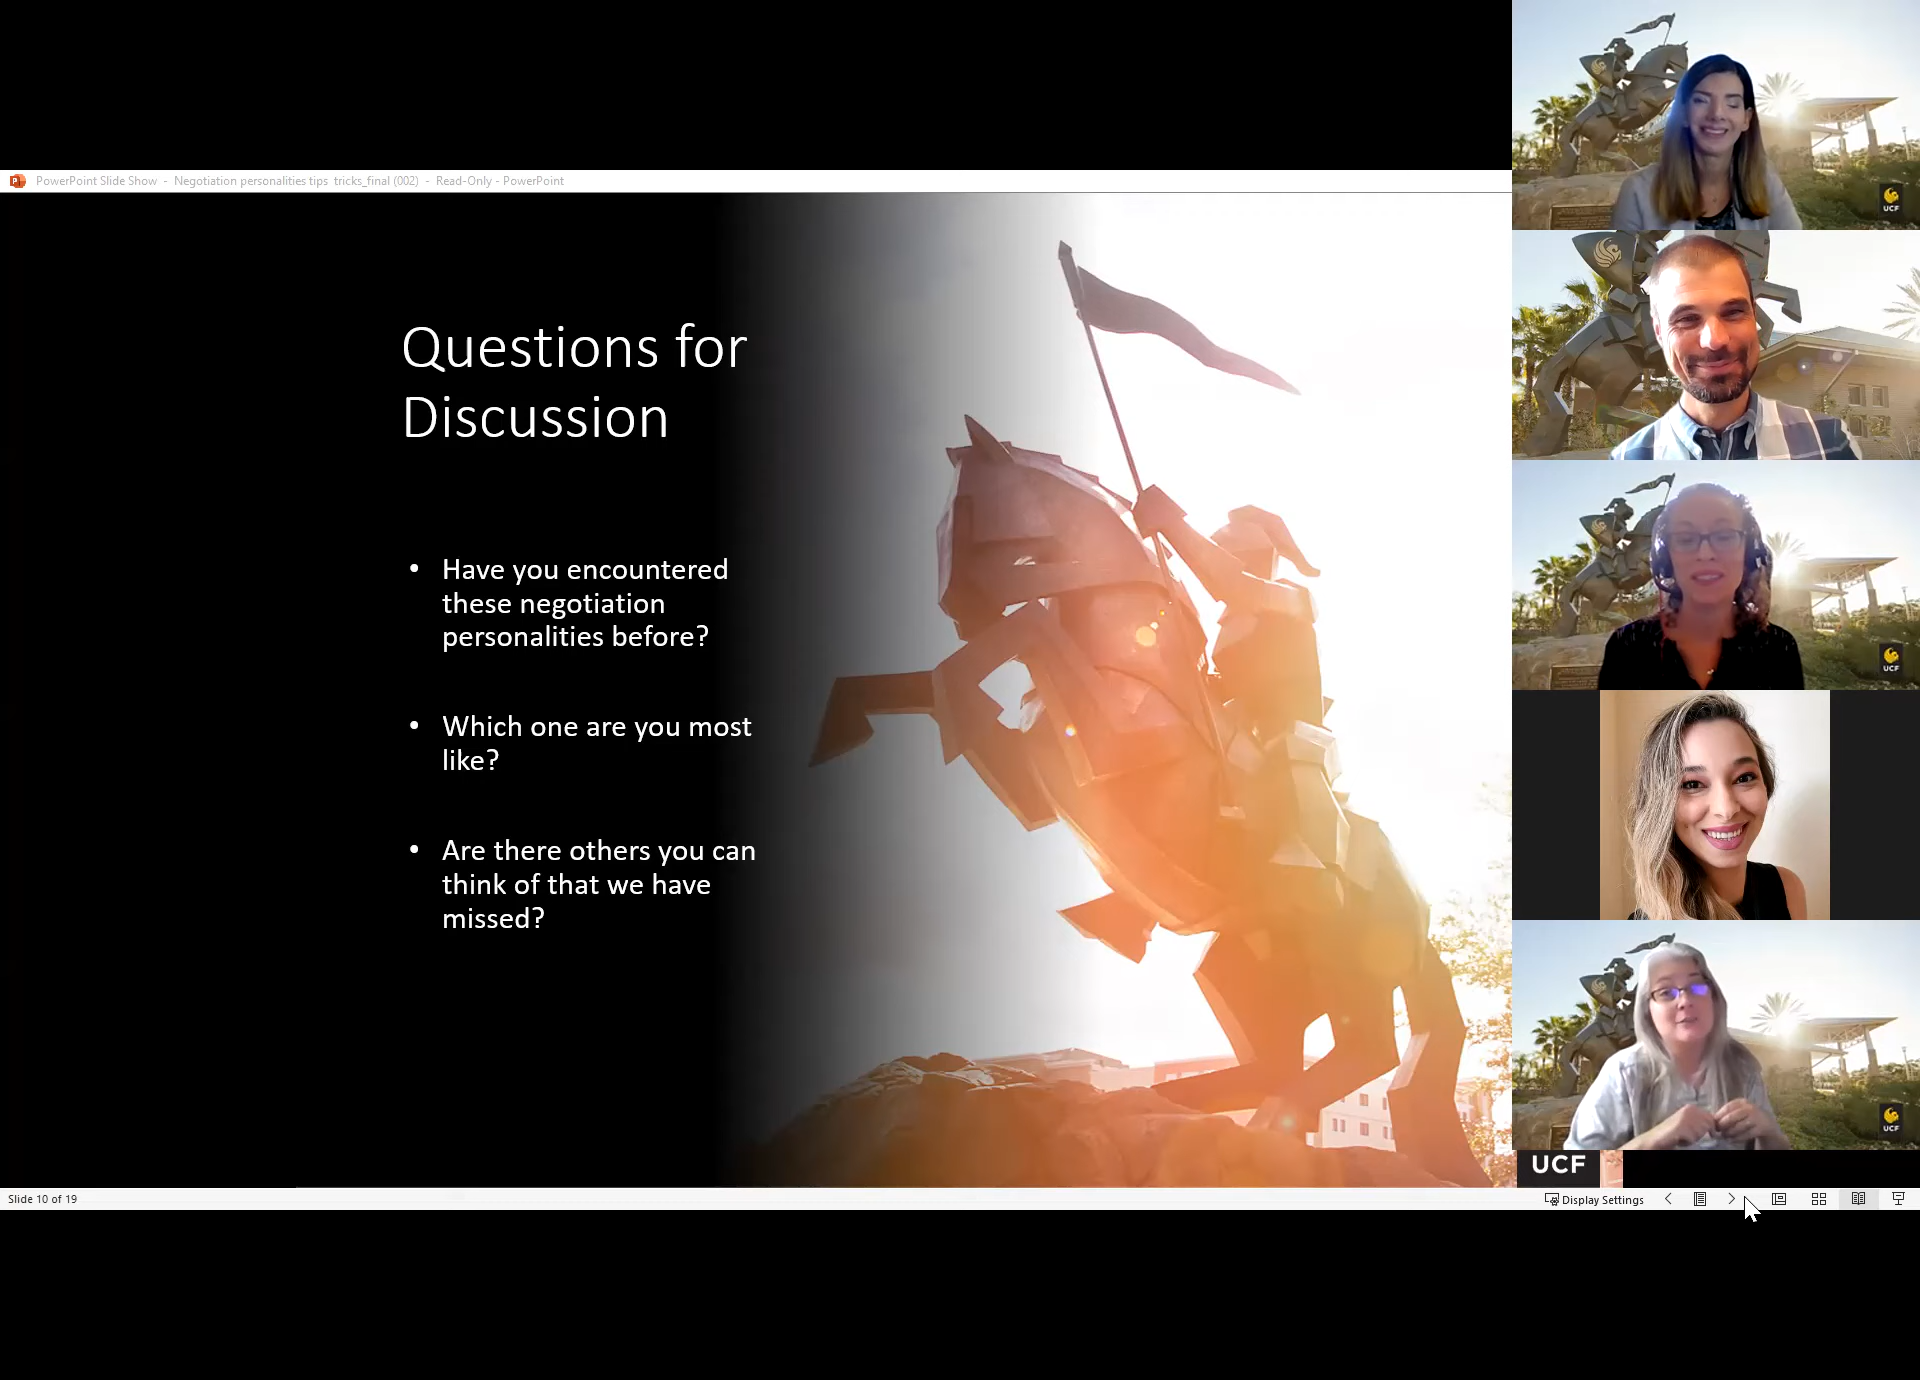 PowerPoint Slide Show - Negotiation personalities tips tricks_final (002) - Read-Only - PowerPoint
Questions for
Discussion
• Have you encountered
these negotiation
personalities before?
• Which one are you most
like?
• Are there others you can
think of that we have
missed?
UCF
UCF
UCF
UCF
Slide 10 of 19
Display Settings